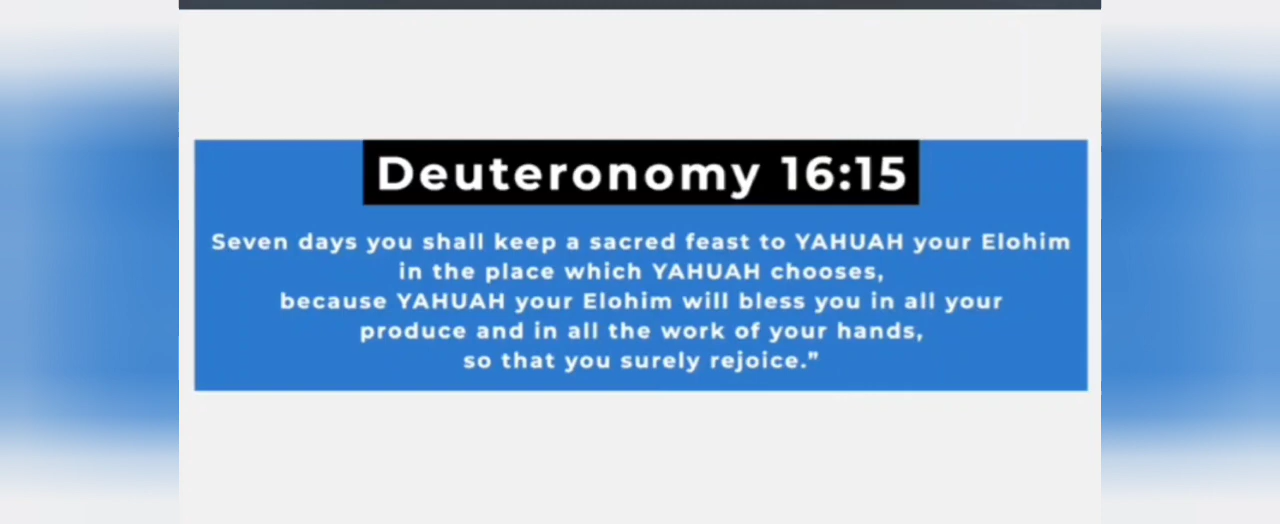 Deuteronomy 16:15
Seven days you shall keep a sacred feast to YAHUAH your Elohim
in the place which YAHUAH chooses,
because YAHUAH your Elohim will bless you in all your
produce and in all the work of your hands,
so that you surely rejoice.”